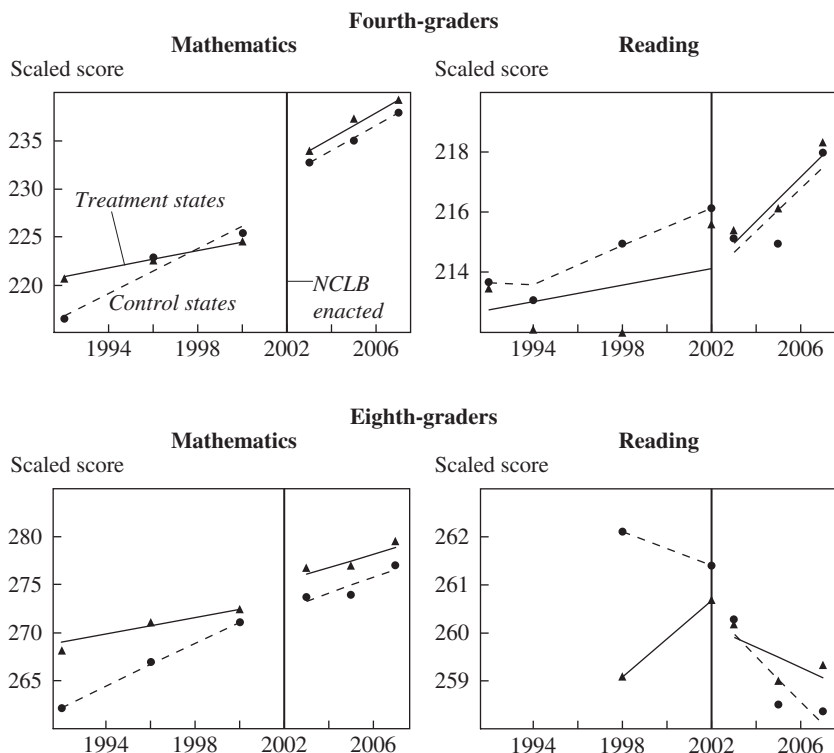 Fourth-graders
Mathematics
Reading
Scaled score
Scaled score
235
225
220
Treatment states
Control states
NCLB
enacted
1994 1998 2002 2006
218
216
214
1994 1998 2002 2006
Eighth-graders
Mathematics
Reading
Scaled score
Scaled score
280
275
270
265
1994 1998 2002 2006
262
261
260
259
1994 1998 2002 2006